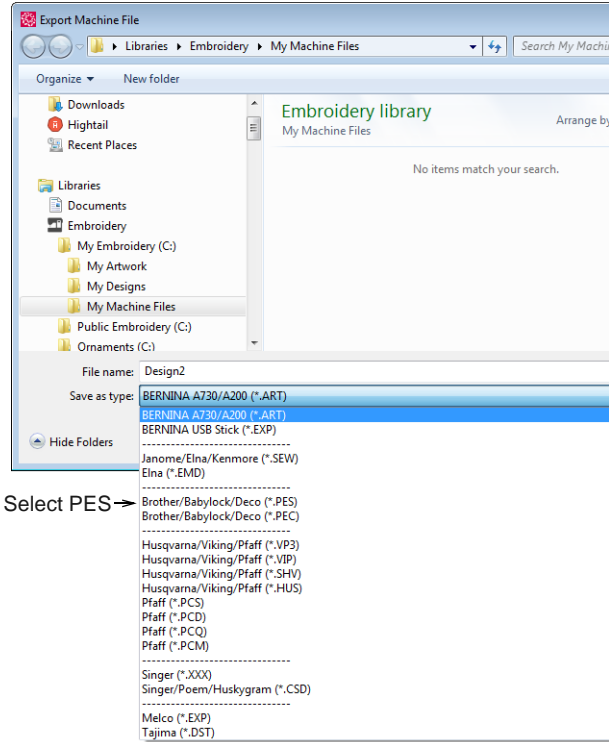 Export Machine File
Libraries Embroidery My Machine Files Search My Machi
Organize New folder
Downloads
Hightail
Recent Places
Libraries
Documents
Embroidery
My Embroidery (C:)
My Artwork
My Designs
My Machine Files
Public Embroidery (C:)
Ornaments (C:)
Embroidery library
My Machine Files
Arrange by
No items match your search.
File name: Design2
Save as type: BERNINA A730/A200 (*.ART)
Hide Folders
BERNINA A730/A200 (*.ART)
BERNINA USB Stick (*.EXP)
------------------------------
Janome/Elna/Kenmore (*.SEW)
Elna (*.EMD)
------------------------------
Select PES
Brother/Babylock/Deco (*.PES)
Brother/Babylock/Deco (*.PEC)
------------------------------
Husqvarna/Viking/Pfaff (*.VP3)
Husqvarna/Viking/Pfaff (*.VIP)
Husqvarna/Viking/Pfaff (*.SHV)
Husqvarna/Viking/Pfaff (*.HUS)
Pfaff (*.PCS)
Pfaff (*.PCD)
Pfaff (*.PCQ)
Pfaff (*.PCM)
------------------------------
Singer (*.XXX)
Singer/Poem/Huskygram (*.CSD)
------------------------------
Melco (*.EXP)
Tajima (*.DST)